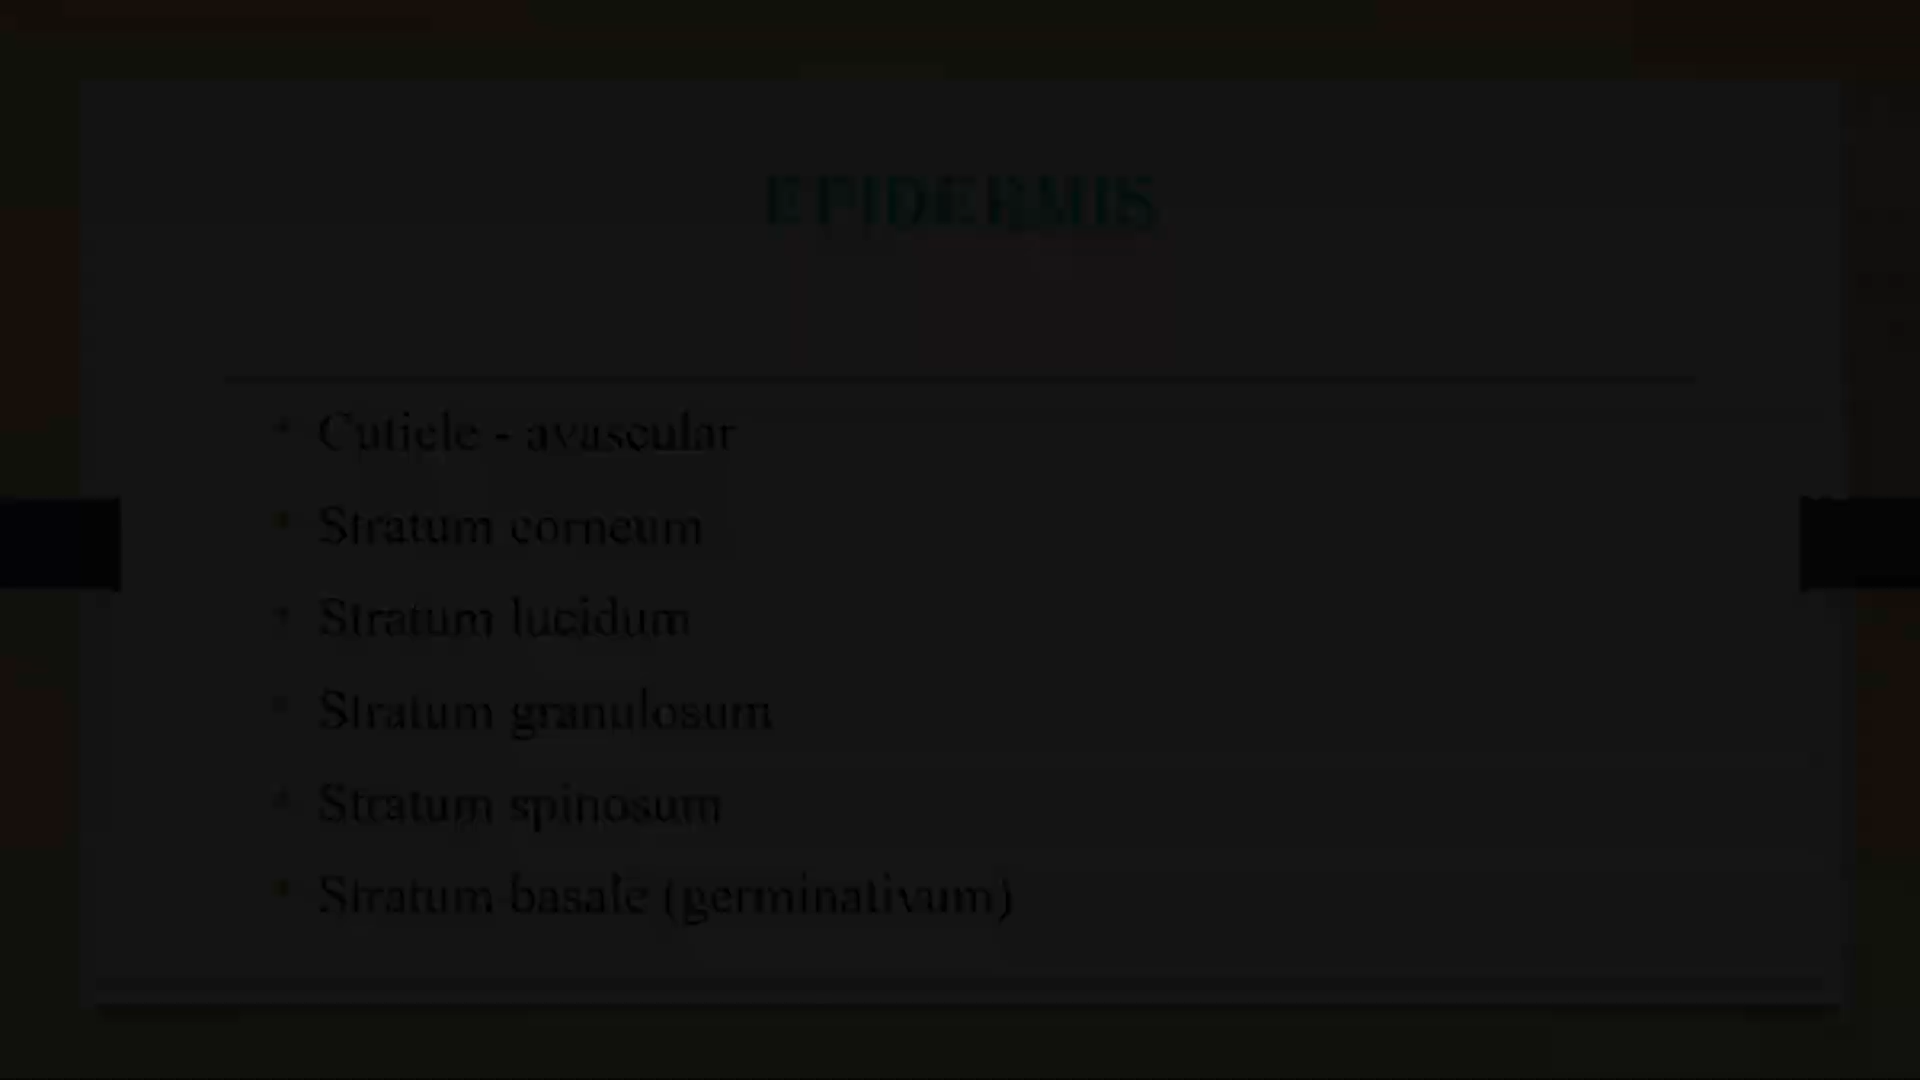 EPIDERMIS
• Cuticle - avascular
• Stratum corneum
• Stratum lucidum
• Stratum granulosum
• Stratum spinosum
• Stratum basale (germinativum)